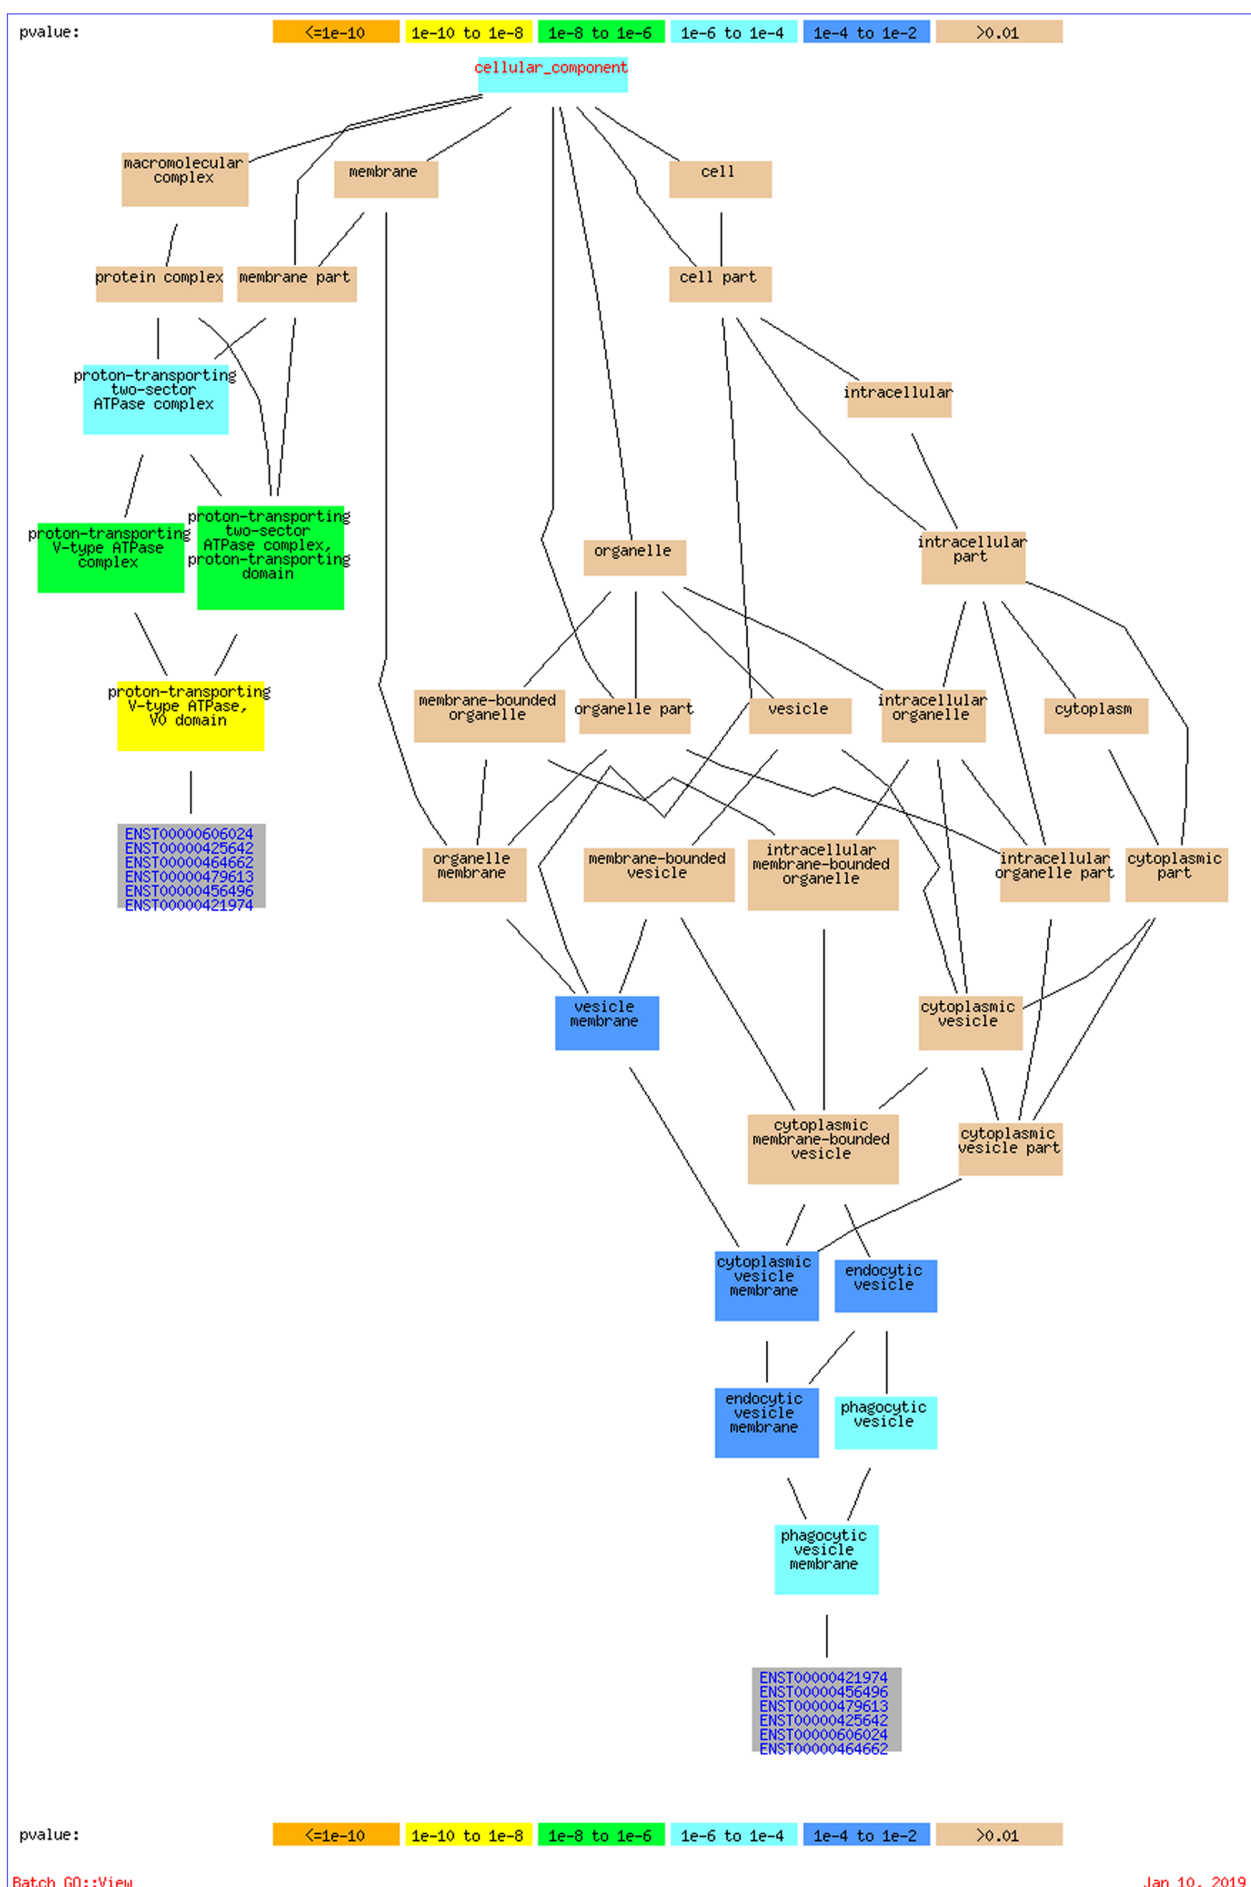 pvalue: <=1e-10 1e-10 to 1e-8 1e-8 to 1e-6 1e-6 to 1e-4 1e-4 to 1e-2 >0.01
cellular_component
macromolecular
complex
membrane
cell
protein complex
membrane part
cell part
proton-transporting
two-sector
ATPase complex
intracellular
proton-transporting
V-type ATPase
complex
proton-transporting
two-sector
ATPase complex,
proton-transporting
domain
organelle
intracellular
part
proton-transporting
V-type ATPase,
V0 domain
membrane-bounded
organelle
organelle part
vesicle
intracellular
organelle
cytoplasm
ENST00000606024
ENST00000425642
ENST00000464662
ENST00000479613
ENST00000456496
ENST00000421974
organelle
membrane
membrane-bounded
vesicle
intracellular
membrane-bounded
organelle
intracellular
organelle part
cytoplasmic
part
vesicle
membrane
cytoplasmic
vesicle
cytoplasmic
membrane-bounded
vesicle
cytoplasmic
vesicle part
cytoplasmic
vesicle
membrane
endocytic
vesicle
endocytic
vesicle
membrane
phagocytic
vesicle
phagocytic
vesicle
membrane
ENST00000421974
ENST00000456496
ENST00000479613
ENST00000425642
ENST00000606024
ENST00000464662
pvalue: <=1e-10 1e-10 to 1e-8 1e-8 to 1e-6 1e-6 to 1e-4 1e-4 to 1e-2 >0.01
Batch GO::View Jan 10, 2019